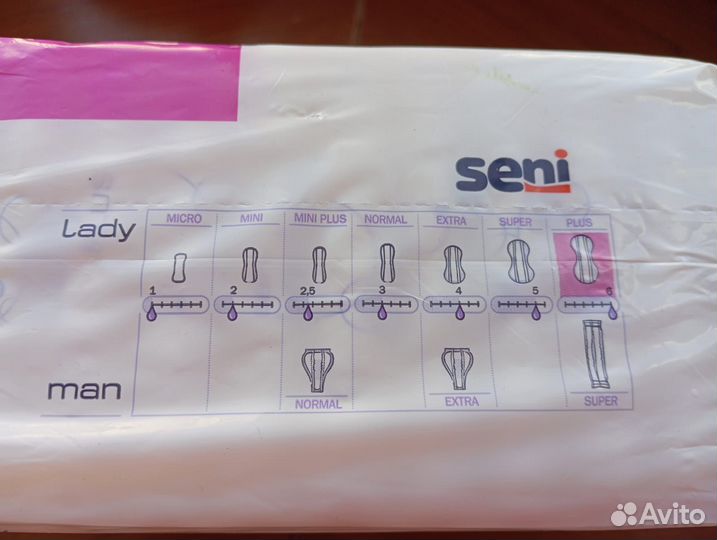 seni
lady
MICRO MINI MINI PLUS NORMAL EXTRA SUPER PLUS
1 2 2,5 3 4 5 6
man
NORMAL EXTRA SUPER
Avito